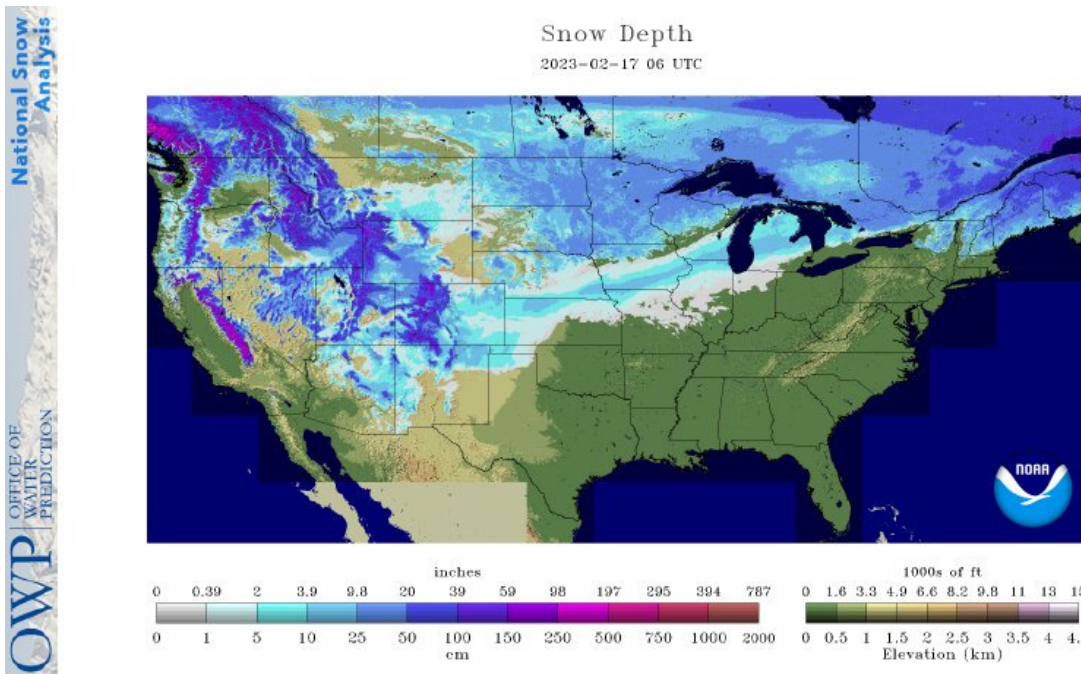 National Snow
Analysis
OWP
OFFICE OF
WATER
PREDICTION
Snow Depth
2023-02-17 06 UTC
NOAA
inches
0 0.39 2 3.9 9.8 20 39 59 98 197 295 394 787
0 1 5 10 25 50 100 150 250 500 750 1000 2000
cm
1000s of ft
0 1.6 3.3 4.9 6.6 8.2 9.8 11 13 15
0 0.5 1 1.5 2 2.5 3 3.5 4 4.
Elevation (km)